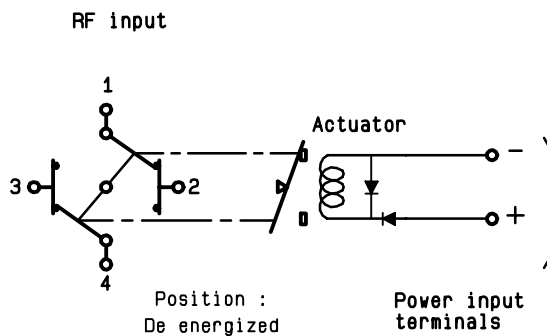 RF input
1
Actuator
-
3
2
+
4
Position :
De energized
Power input
terminals